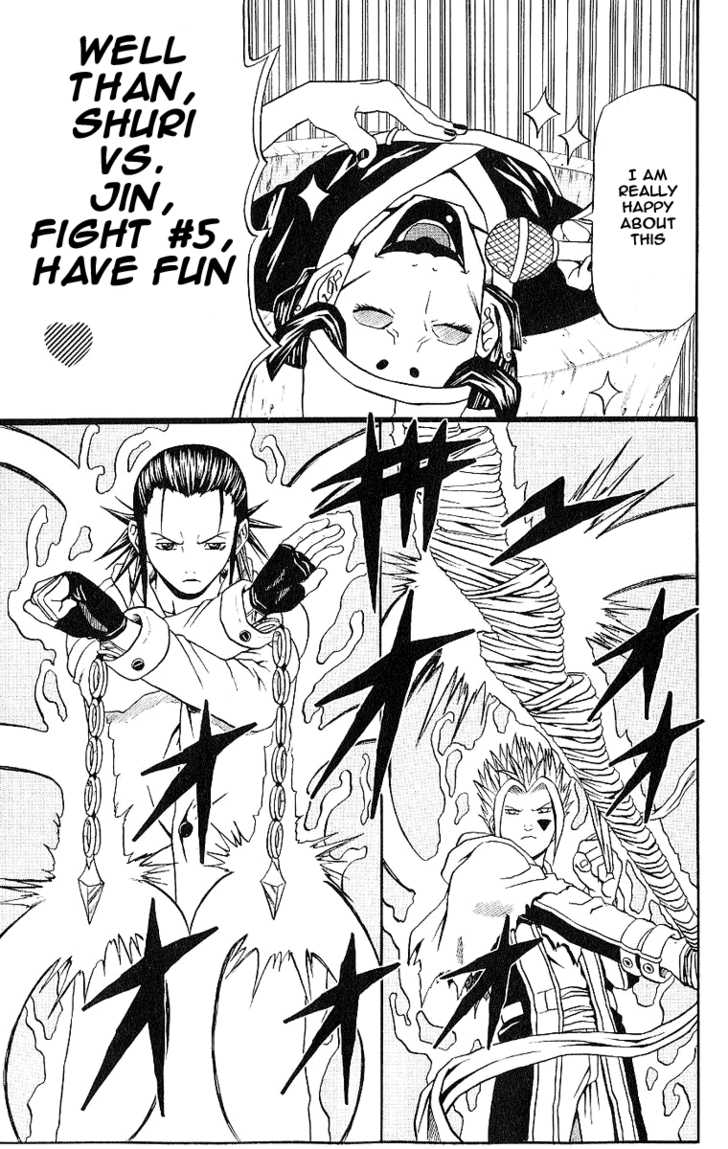 I AM
REALLY
HAPPY
ABOUT
THIS
WELL
THAN,
SHURI
VS.
JIN,
FIGHT #5,
HAVE FUN